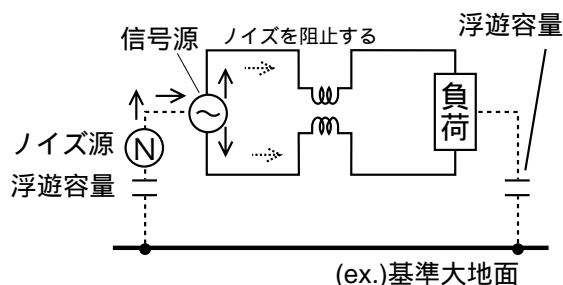 浮遊容量
信号源
ノイズを阻止する
負荷
ノイズ源
N
浮遊容量
(ex.)基準大地面